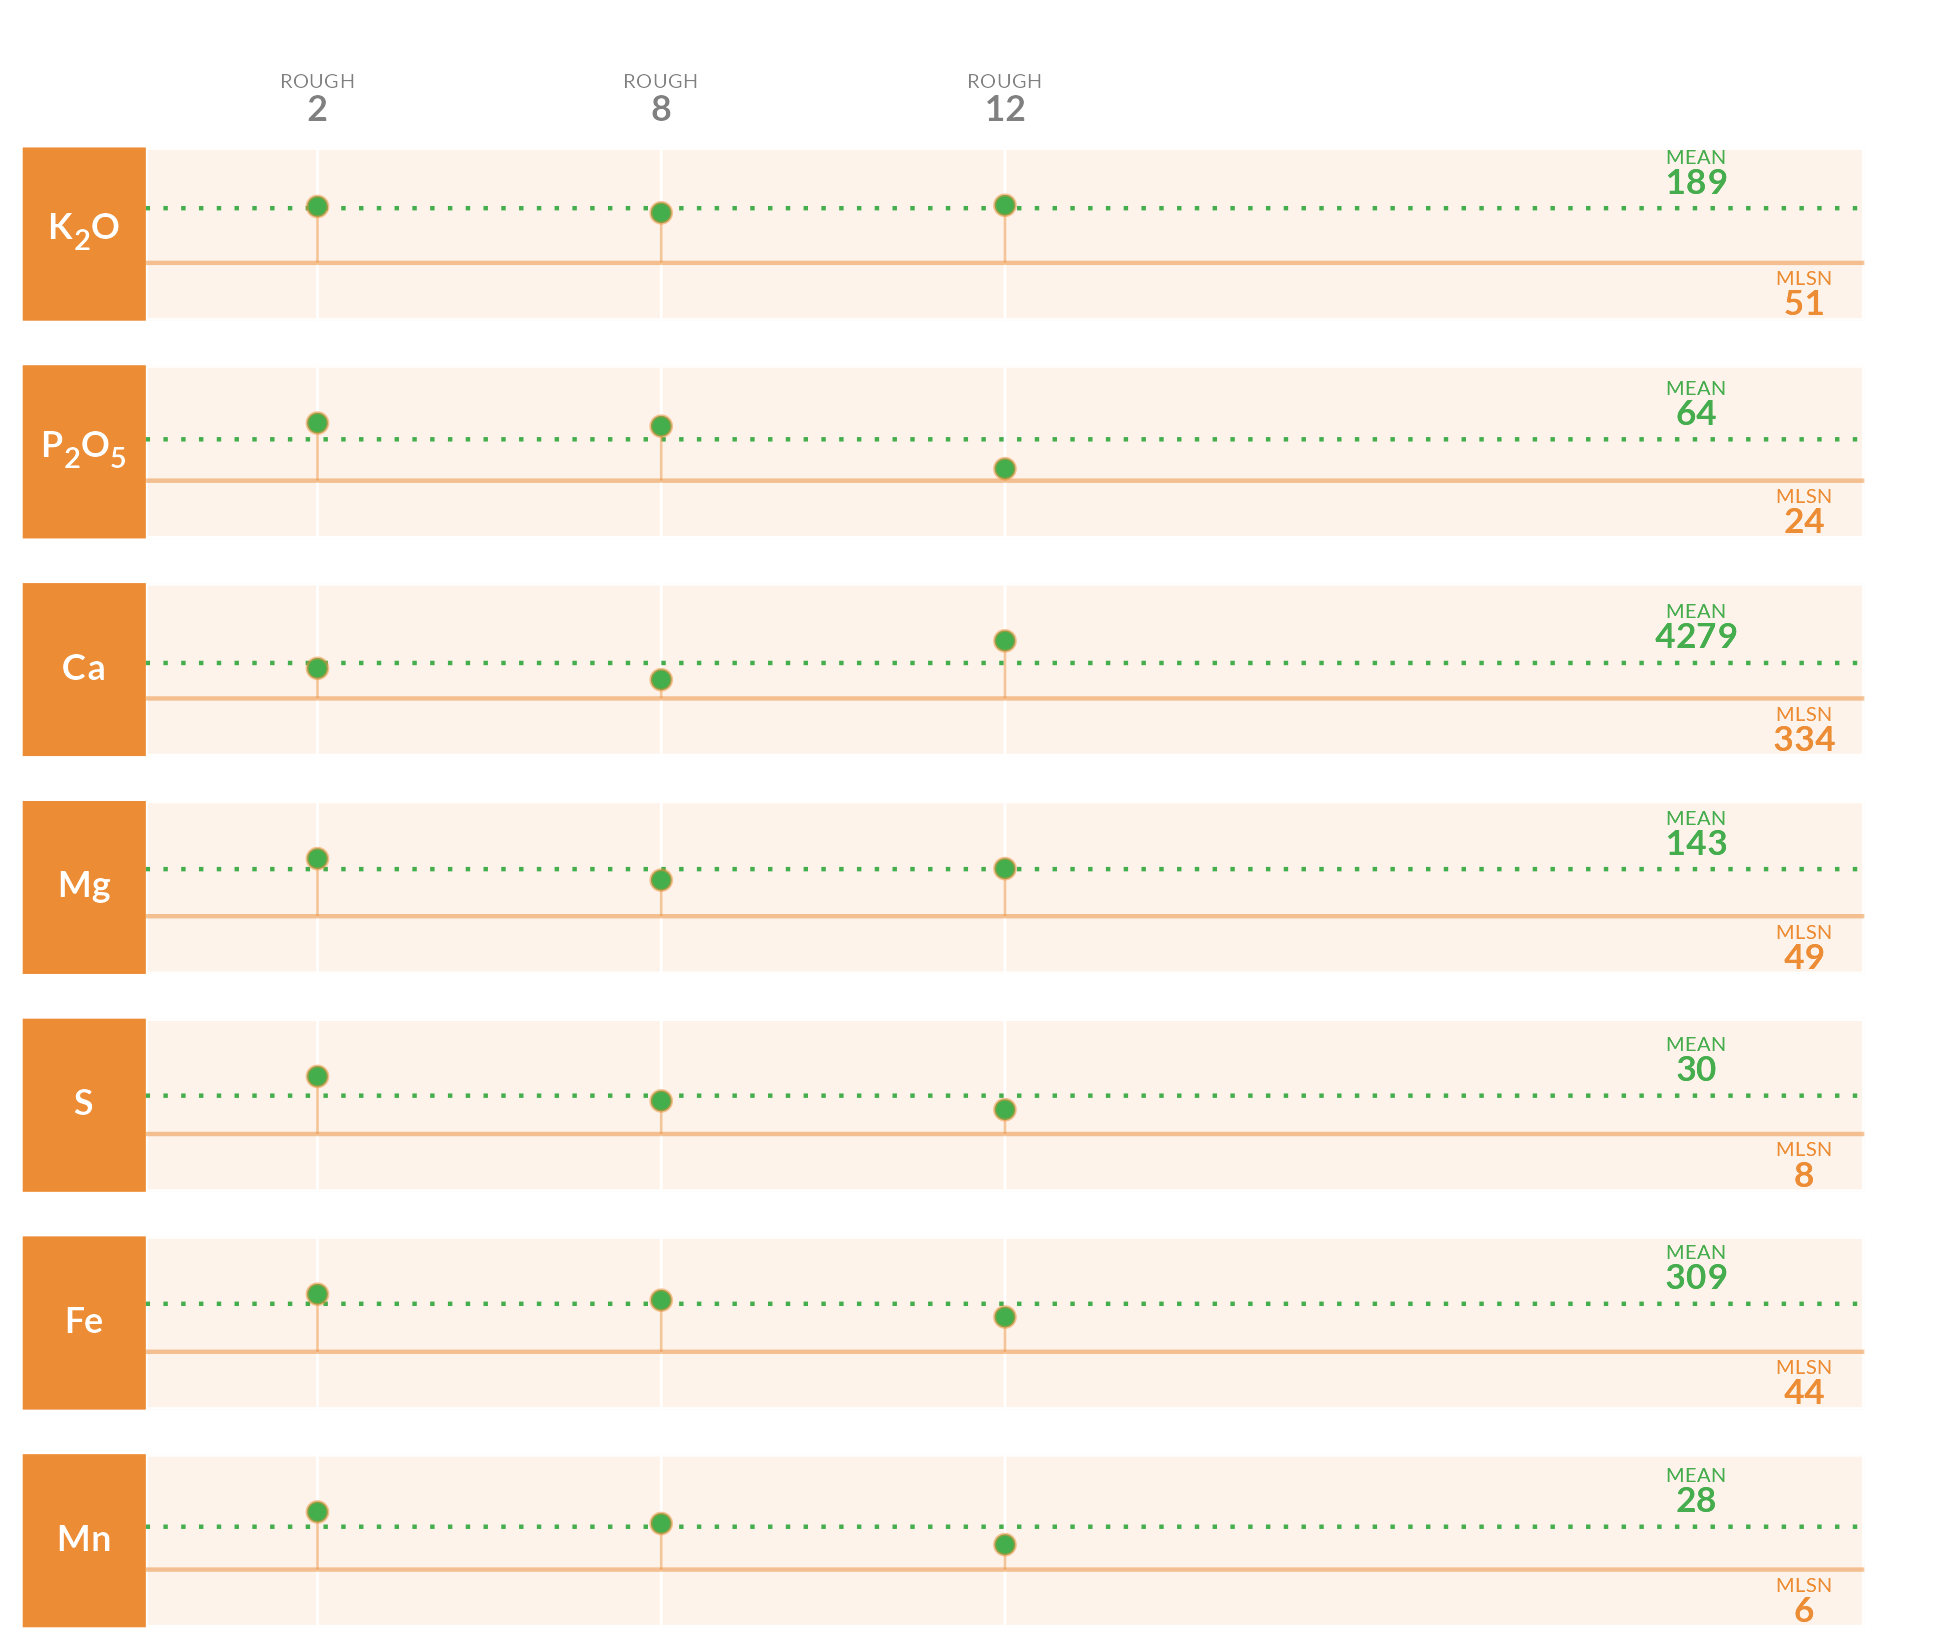 ROUGH
2
ROUGH
8
ROUGH
12
K₂O
MEAN
189
MLSN
51
P₂O₅
MEAN
64
MLSN
24
Ca
MEAN
4279
MLSN
334
Mg
MEAN
143
MLSN
49
S
MEAN
30
MLSN
8
Fe
MEAN
309
MLSN
44
Mn
MEAN
28
MLSN
6